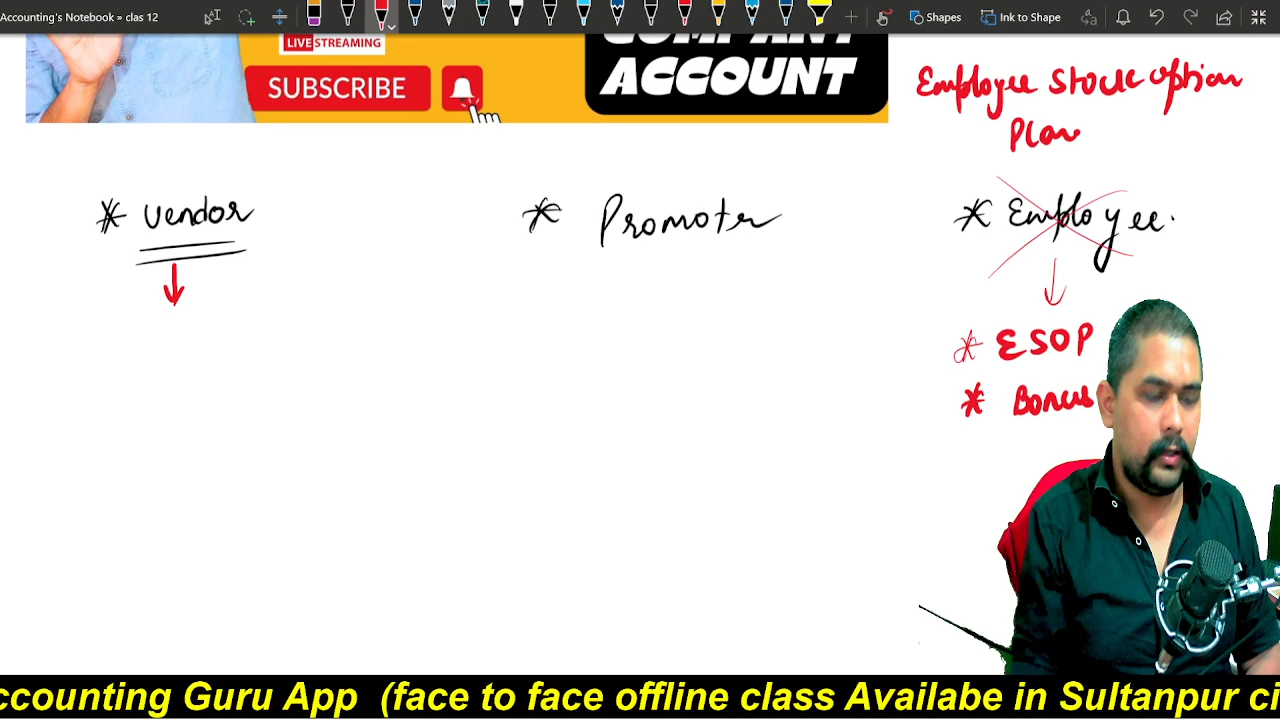 Accounting's Notebook » clas 12
Shapes
Ink to Shape
LIVE STREAMING
SUBSCRIBE
COMPANY
ACCOUNT
Employee Stock option
Plan
* Vendor
* Promoter
* Employee.
* ESOP
* Bonus
ccounting Guru App (face to face offline class Availabe in Sultanpur ci